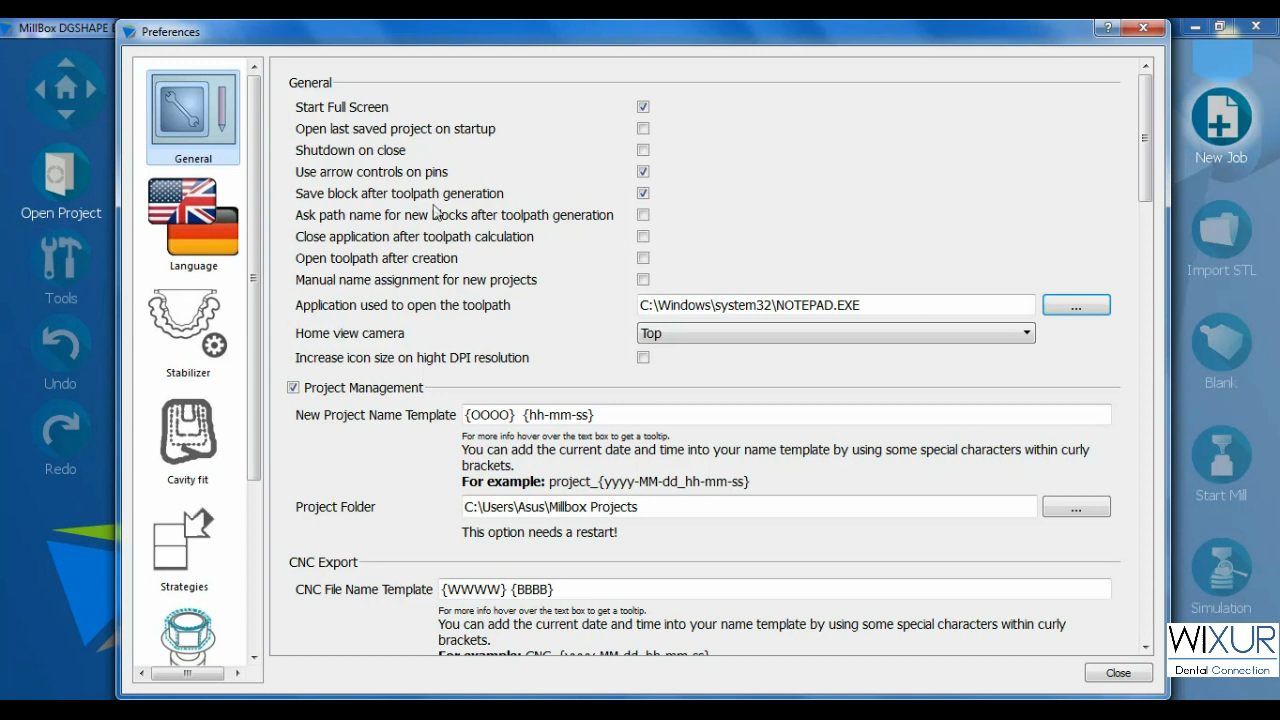 MillBox DGSHAPE
Preferences
?
General
Language
Stabilizer
Cavity fit
Strategies
Open Project
Tools
Undo
Redo
General
Start Full Screen
Open last saved project on startup
Shutdown on close
Use arrow controls on pins
Save block after toolpath generation
Ask path name for new blocks after toolpath generation
Close application after toolpath calculation
Open toolpath after creation
Manual name assignment for new projects
Application used to open the toolpath C:\Windows\system32\NOTEPAD.EXE ...
Home view camera Top
Increase icon size on hight DPI resolution
Project Management
New Project Name Template {OOOO} {hh-mm-ss}
For more info hover over the text box to get a tooltip.
You can add the current date and time into your name template by using some special characters within curly
brackets.
For example: project_{yyyy-MM-dd_hh-mm-ss}
Project Folder C:\Users\Asus\Millbox Projects ...
This option needs a restart!
CNC Export
CNC File Name Template {WWWW} {BBBB}
For more info hover over the text box to get a tooltip.
You can add the current date and time into your name template by using some special characters within curly
brackets.
For example: CNC_{yyyy-MM-dd_hh-mm-ss}
Close
New Job
Import STL
Blank
Start Mill
Simulation
WIXUR
Dental Connection